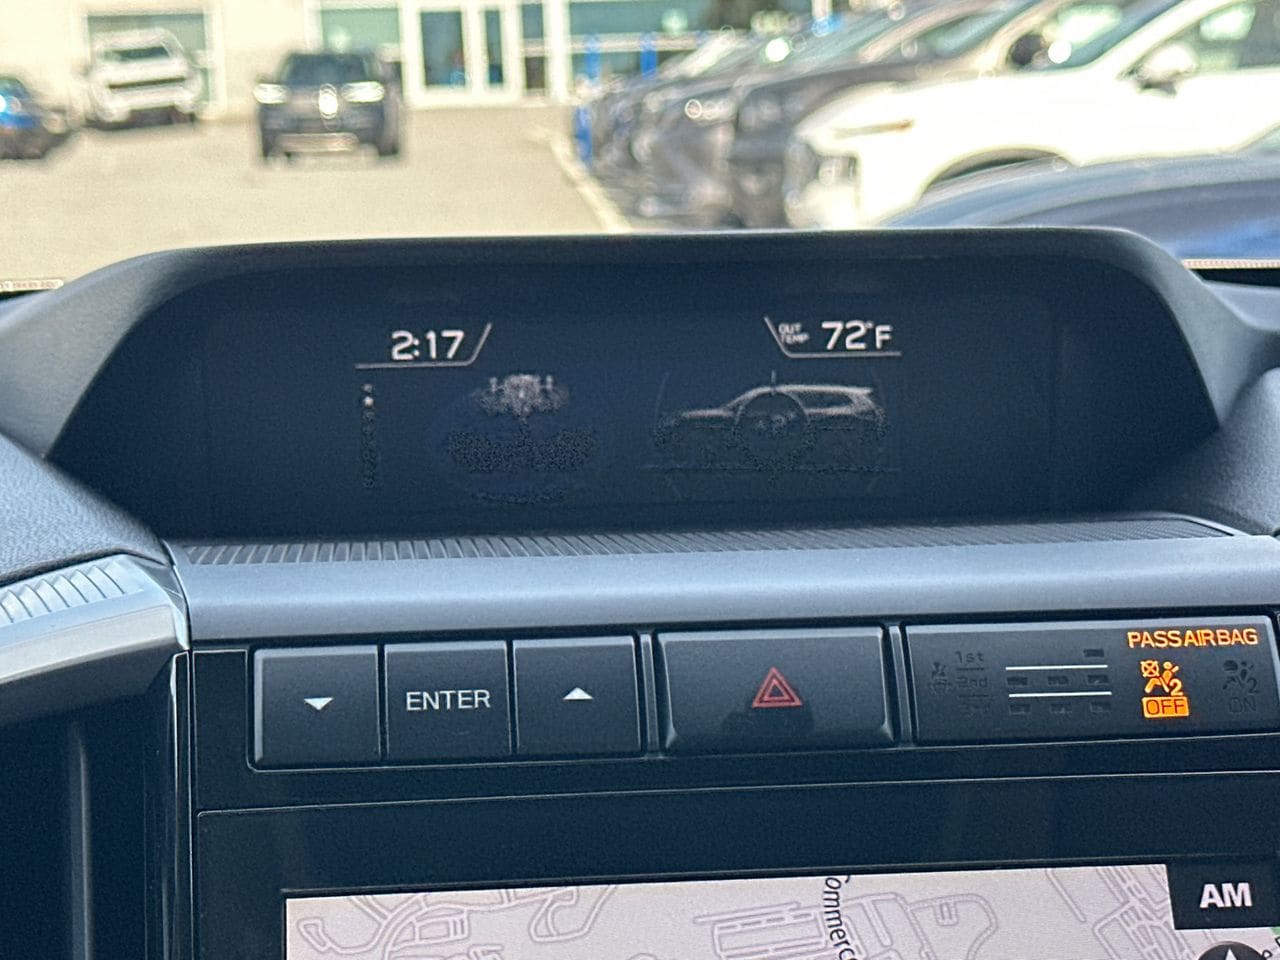 2:17
OUT
TEMP
72°F
PASS AIR BAG
1st
2nd
2
OFF
2
ON
ENTER
AM